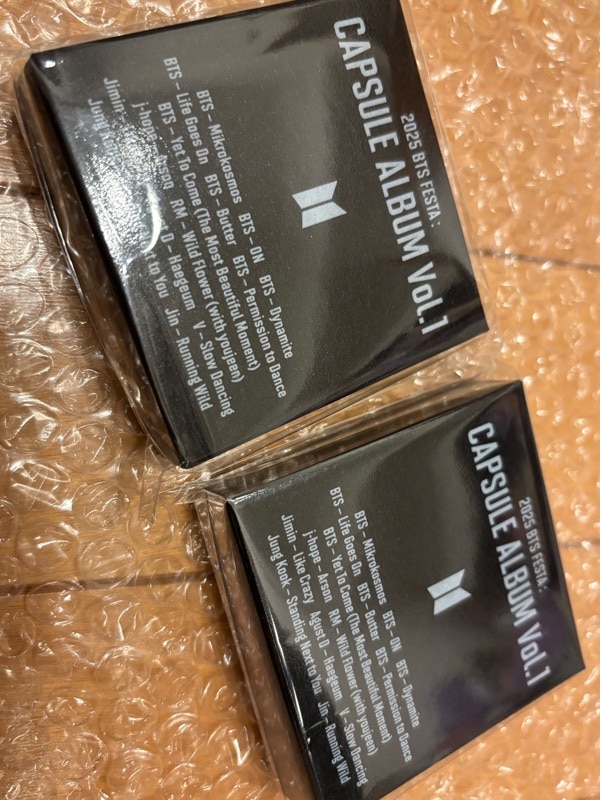 2025 BTS FESTA :
CAPSULE ALBUM Vol.1
BTS – Mikrokosmos BTS – ON BTS – Dynamite
BTS – Life Goes On BTS – Butter BTS – Permission to Dance
BTS – Yet To Come (The Most Beautiful Moment)
j-hope – Arson RM – Wild Flower (with youjeen)
Jimin – D – Haegeum V – Slow Dancing
Jung to You Jin – Running Wild
2025 BTS FESTA :
CAPSULE ALBUM Vol.1
BTS – Mikrokosmos BTS – ON BTS – Dynamite
BTS – Life Goes On BTS – Butter BTS – Permission to Dance
BTS – Yet To Come (The Most Beautiful Moment)
j-hope – Arson RM – Wild Flower (with youjeen)
Jimin – Like Crazy Agust D – Haegeum V – Slow Dancing
Jung Kook – Standing Next to You Jin – Running Wild